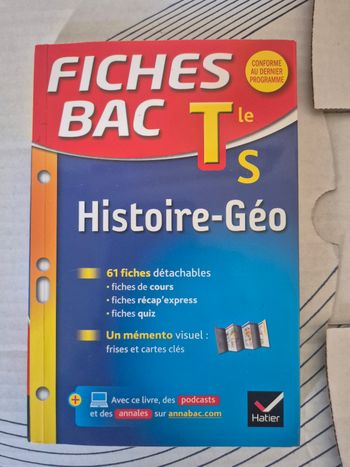 FICHES
BAC
CONFORME
AU DERNIER
PROGRAMME
Tle
S
Histoire-Géo
61 fiches détachables
• fiches de cours
• fiches récap'express
• fiches quiz
Un mémento visuel :
frises et cartes clés
+ Avec ce livre, des podcasts
et des annales sur annabac.com
Hatier